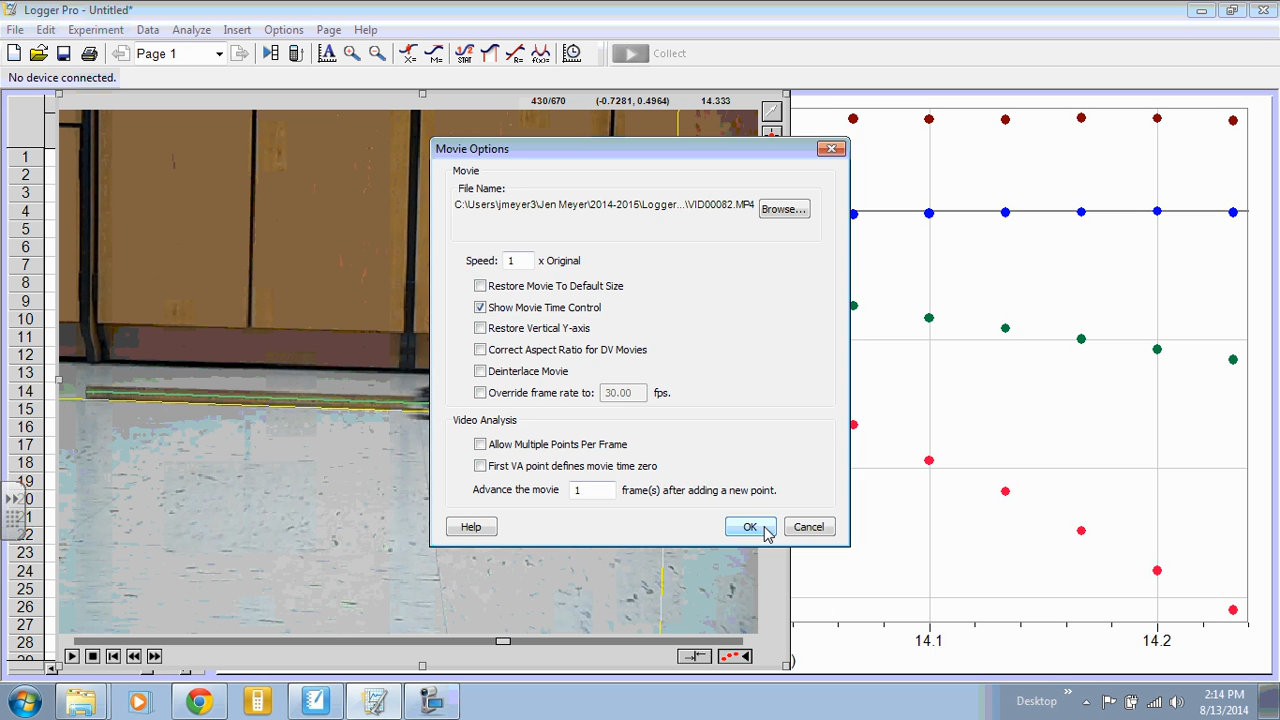 Logger Pro - Untitled*
File Edit Experiment Data Analyze Insert Options Page Help
Page 1
Collect
No device connected.
430/670 (-0.7281, 0.4964) 14.333
Movie Options
Movie
File Name:
C:\Users\jmeyer3\Jen Meyer\2014-2015\Logger...\VID00082.MP4 Browse...
Speed: 1 x Original
Restore Movie To Default Size
Show Movie Time Control
Restore Vertical Y-axis
Correct Aspect Ratio for DV Movies
Deinterlace Movie
Override frame rate to: 30.00 fps.
Video Analysis
Allow Multiple Points Per Frame
First VA point defines movie time zero
Advance the movie 1 frame(s) after adding a new point.
Help OK Cancel
1
2
3
4
5
6
7
8
9
10
11
12
13
14
15
16
17
18
19
20
21
22
23
24
25
26
27
28
14.1 14.2
)
Desktop
2:14 PM
8/13/2014